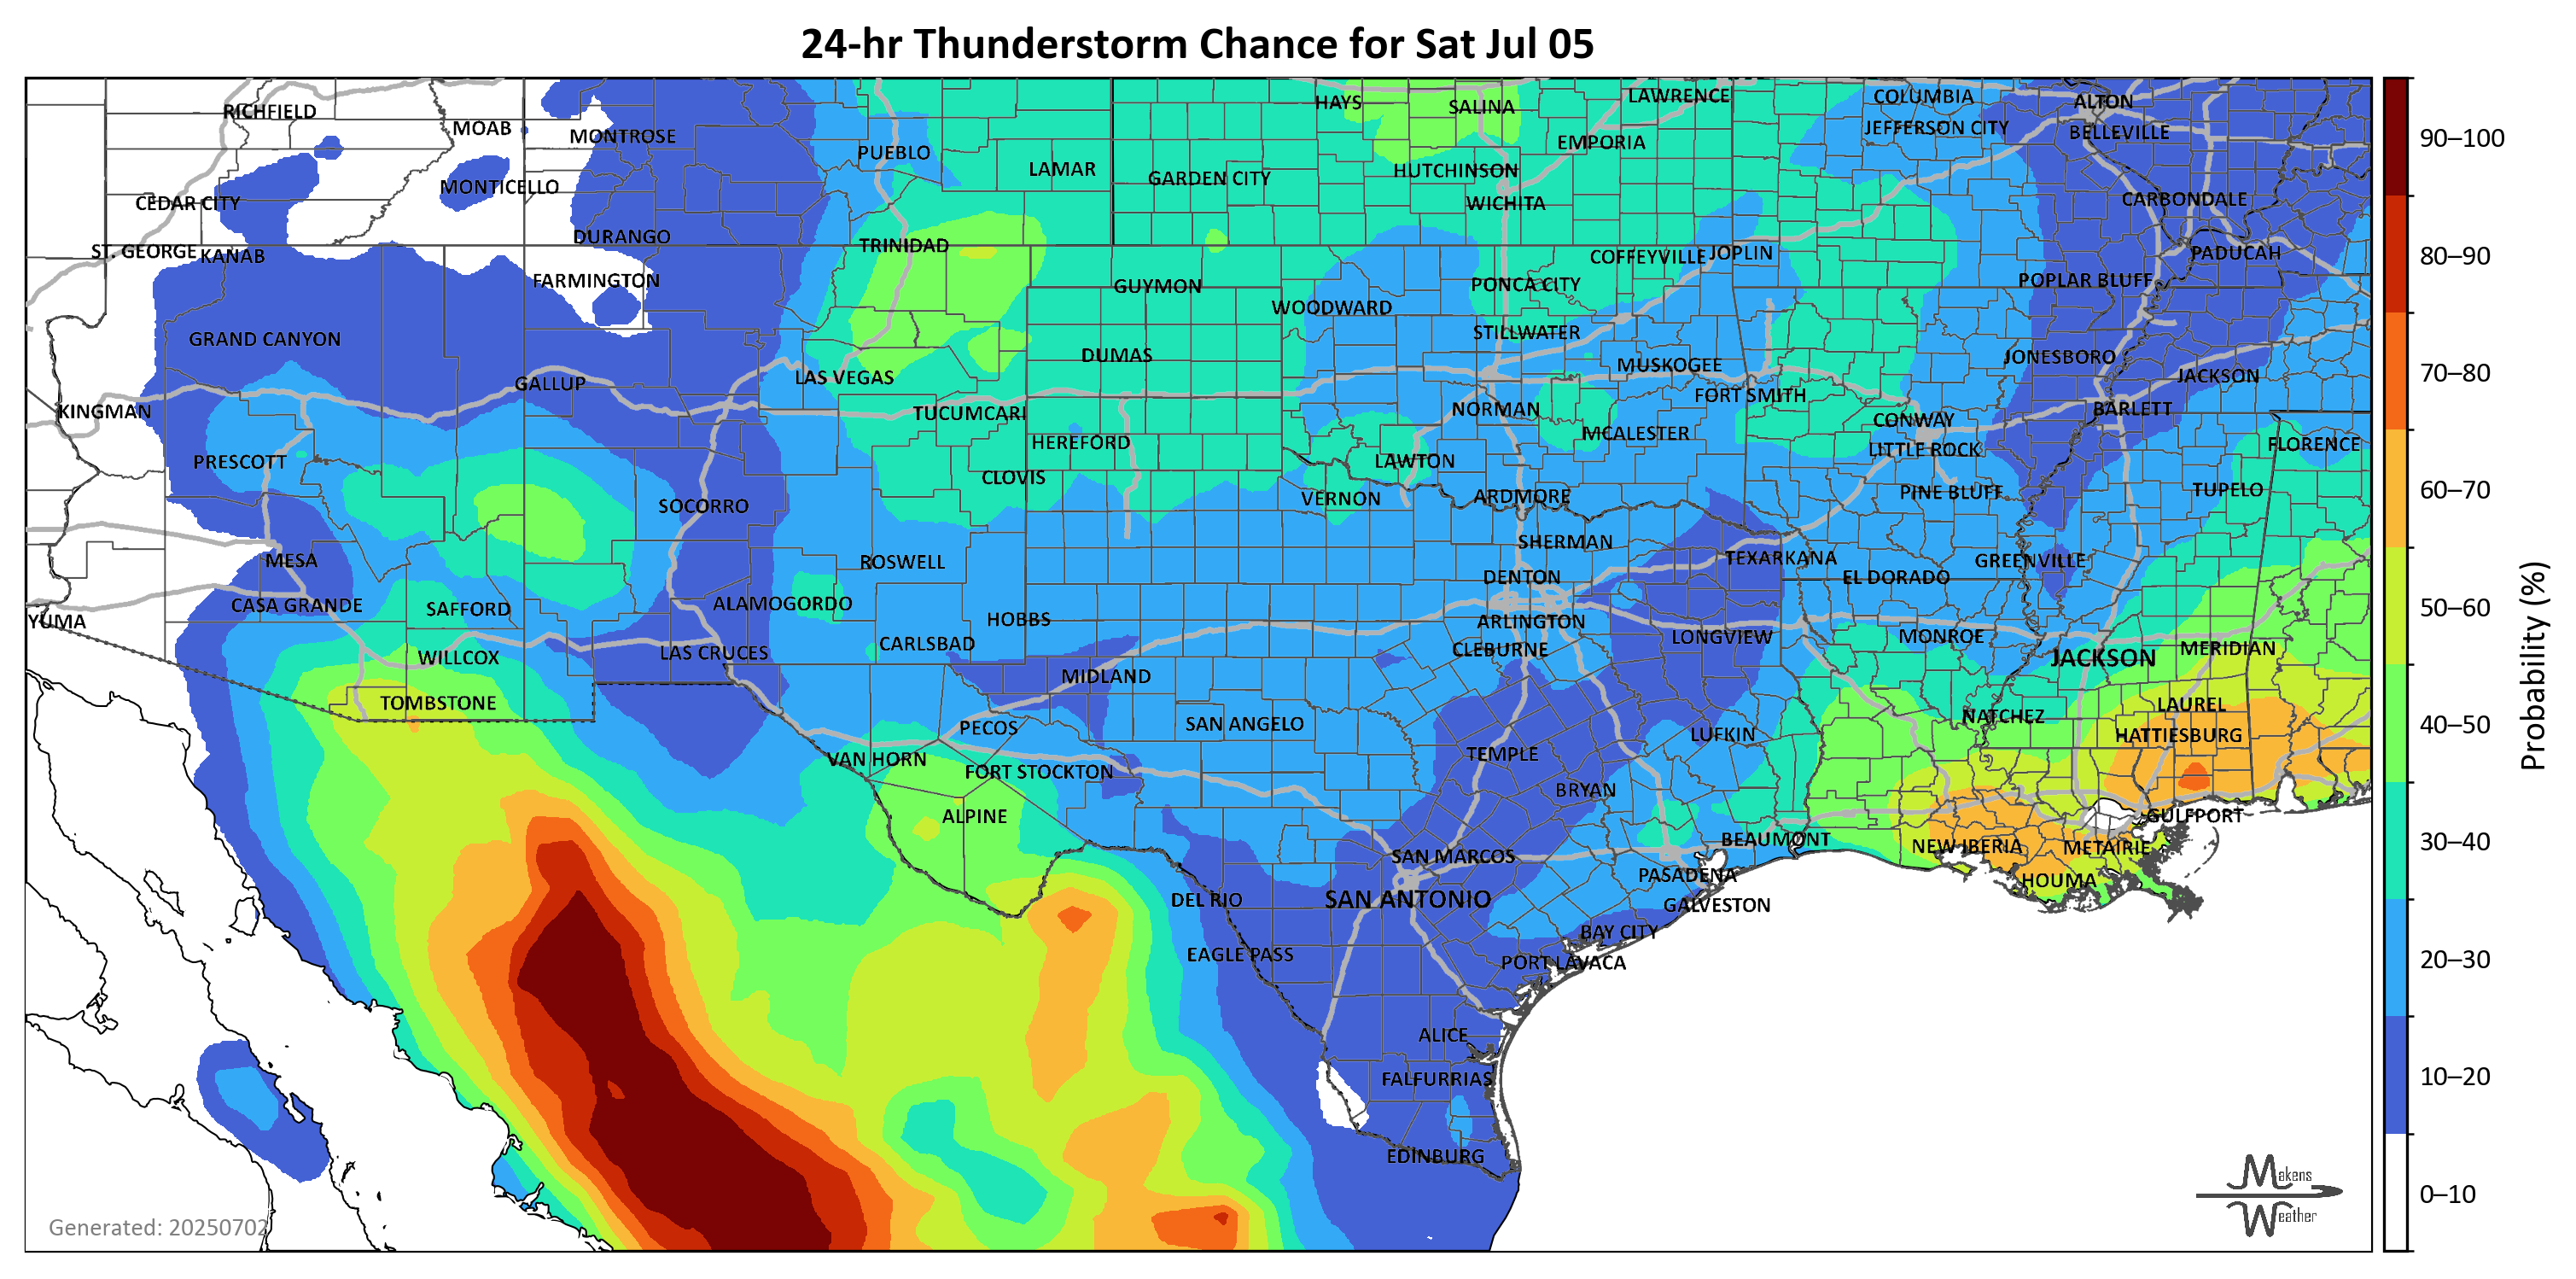 24-hr Thunderstorm Chance for Sat Jul 05
RICHFIELD
MOAB
MONTROSE
PUEBLO
LAMAR
HAYS
SALINA
LAWRENCE
COLUMBIA
ALTON
JEFFERSON CITY
BELLEVILLE
EMPORIA
MONTICELLO
GARDEN CITY
HUTCHINSON
CEDAR CITY
WICHITA
CARBONDALE
DURANGO
TRINIDAD
ST. GEORGE
KANAB
COFFEYVILLE
JOPLIN
PADUCAH
FARMINGTON
GUYMON
PONCA CITY
POPLAR BLUFF
WOODWARD
GRAND CANYON
STILLWATER
DUMAS
MUSKOGEE
JONESBORO
GALLUP
LAS VEGAS
JACKSON
KINGMAN
TUCUMCARI
NORMAN
FORT SMITH
BARLETT
CONWAY
HEREFORD
MCALESTER
LITTLE ROCK
FLORENCE
PRESCOTT
CLOVIS
LAWTON
SOCORRO
VERNON
ARDMORE
PINE BLUFF
TUPELO
MESA
ROSWELL
SHERMAN
TEXARKANA
GREENVILLE
DENTON
EL DORADO
CASA GRANDE
SAFFORD
ALAMOGORDO
HOBBS
ARLINGTON
YUMA
CARLSBAD
CLEBURNE
LONGVIEW
MONROE
MERIDIAN
WILLCOX
LAS CRUCES
JACKSON
MIDLAND
TOMBSTONE
PECOS
SAN ANGELO
NATCHEZ
LAUREL
LUFKIN
HATTIESBURG
VAN HORN
FORT STOCKTON
TEMPLE
BRYAN
ALPINE
GULFPORT
BEAUMONT
NEW IBERIA
METAIRIE
SAN MARCOS
PASADENA
HOUMA
DEL RIO
SAN ANTONIO
GALVESTON
BAY CITY
EAGLE PASS
PORT LAVACA
ALICE
FALFURRIAS
EDINBURG
Generated: 20250702
Makens
Weather
90–100
80–90
70–80
60–70
50–60
40–50
30–40
20–30
10–20
0–10
Probability (%)